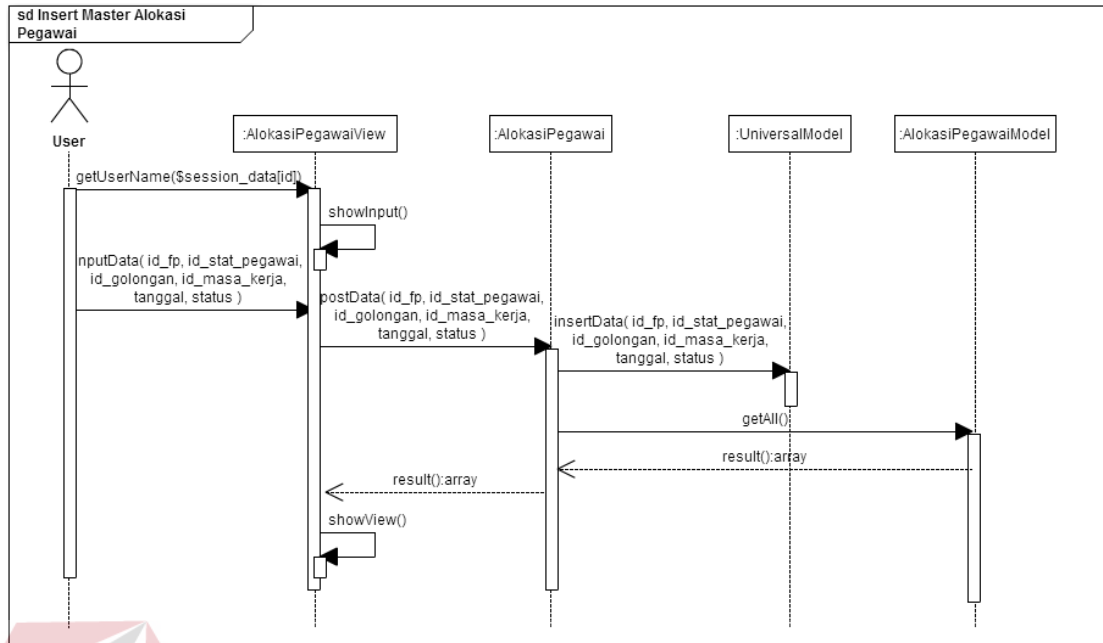 sd Insert Master Alokasi
Pegawai
User
:AlokasiPegawaiView
:AlokasiPegawai
:UniversalModel
:AlokasiPegawaiModel
getUserName($session_data[id])
showInput()
nputData( id_fp, id_stat_pegawai,
id_golongan, id_masa_kerja,
tanggal, status )
postData( id_fp, id_stat_pegawai,
id_golongan, id_masa_kerja,
tanggal, status )
insertData( id_fp, id_stat_pegawai,
id_golongan, id_masa_kerja,
tanggal, status )
getAll()
result():array
result():array
showView()